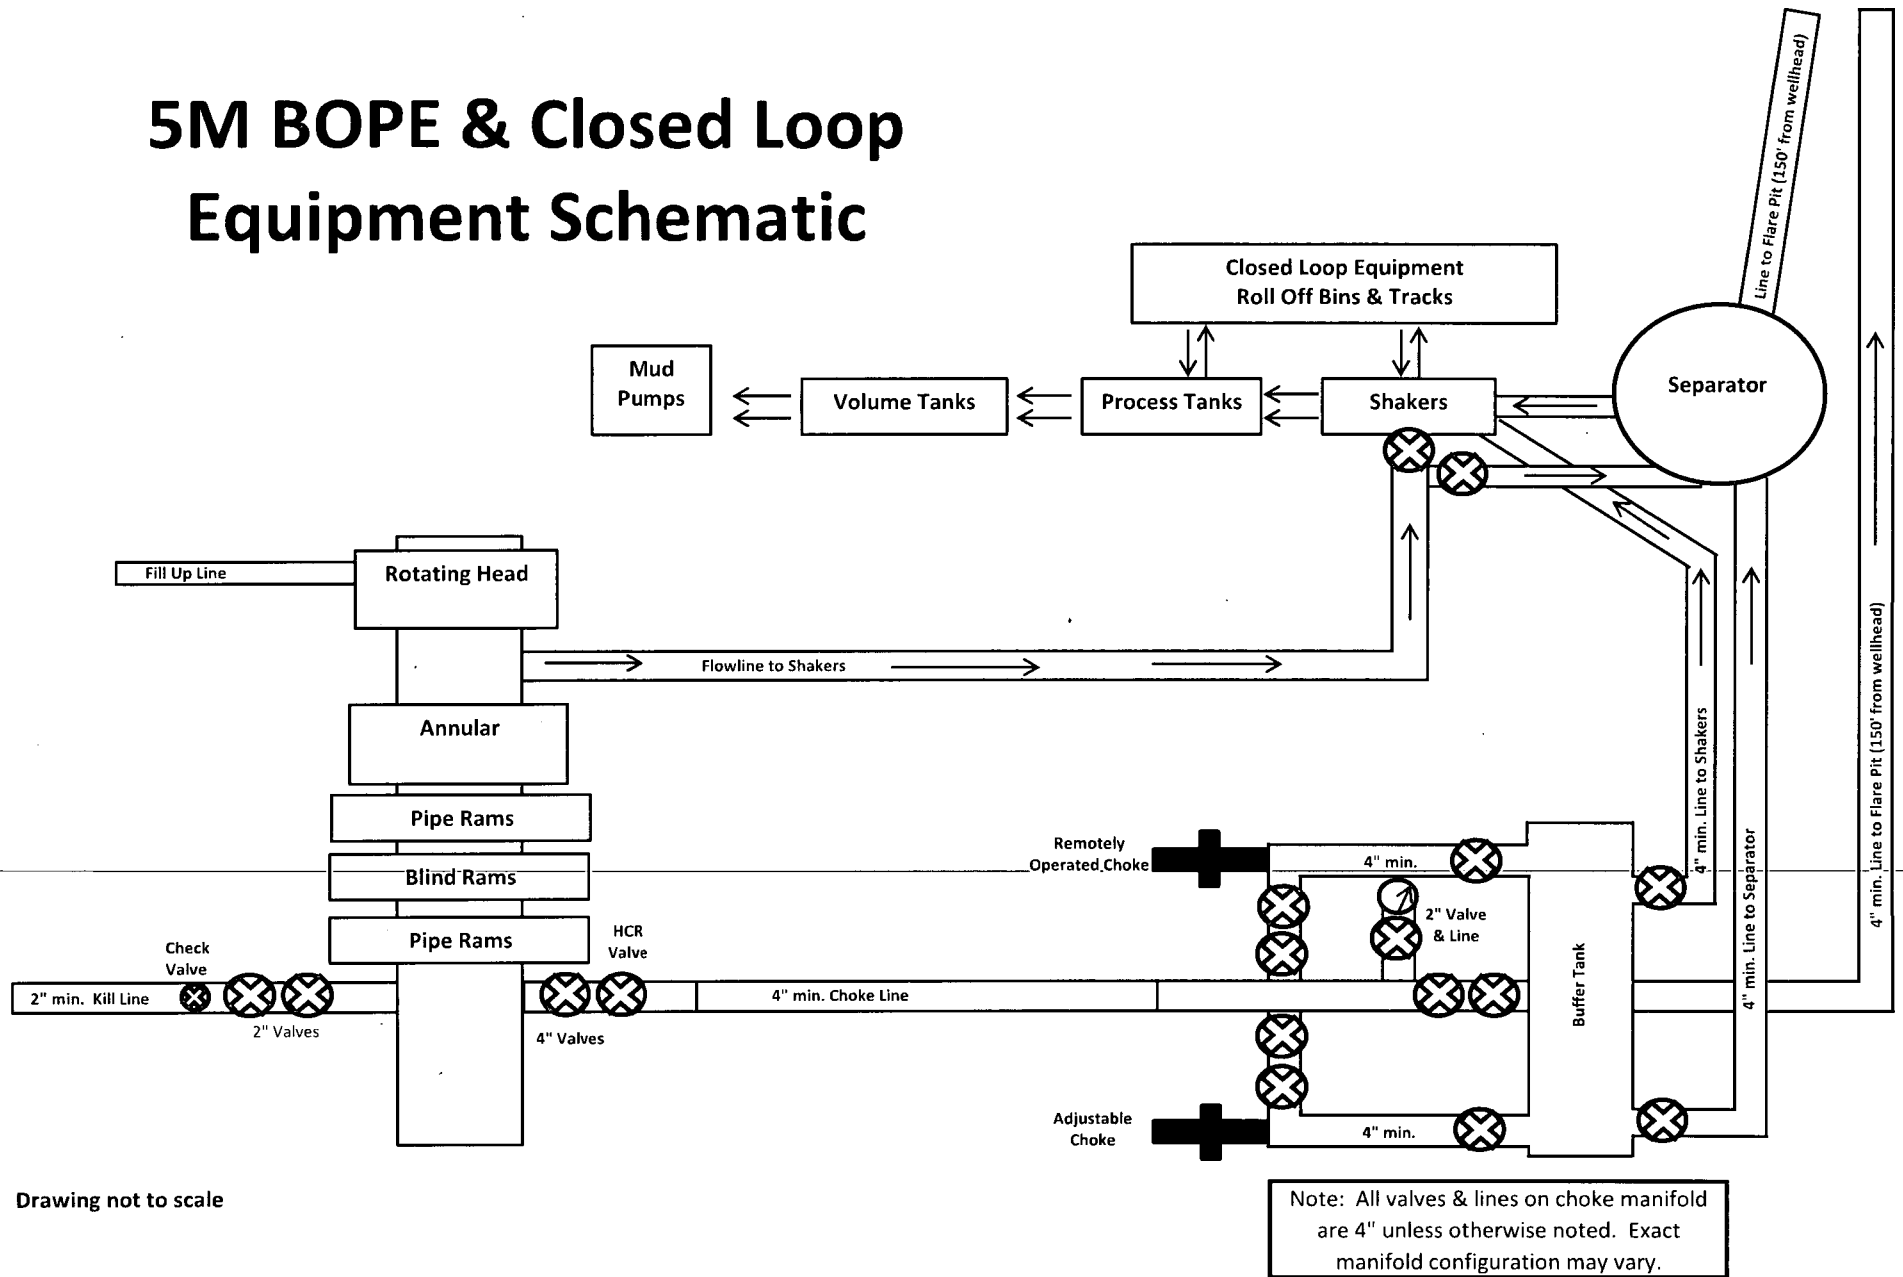 5M BOPE & Closed Loop
Equipment Schematic
Line to Flare Pit (150' from wellhead)
Closed Loop Equipment
Roll Off Bins & Tracks
Mud
Pumps
Volume Tanks
Process Tanks
Shakers
Separator
Fill Up Line
Rotating Head
Flowline to Shakers
Annular
Pipe Rams
Blind Rams
Pipe Rams
Check
Valve
HCR
Valve
2" min. Kill Line
2" Valves
4" Valves
4" min. Choke Line
Remotely
Operated Choke
4" min.
2" Valve
& Line
Buffer Tank
4" min. Line to Shakers
4" min. Line to Separator
4" min. Line to Flare Pit (150' from wellhead)
Adjustable
Choke
4" min.
Drawing not to scale
Note: All valves & lines on choke manifold
are 4" unless otherwise noted. Exact
manifold configuration may vary.